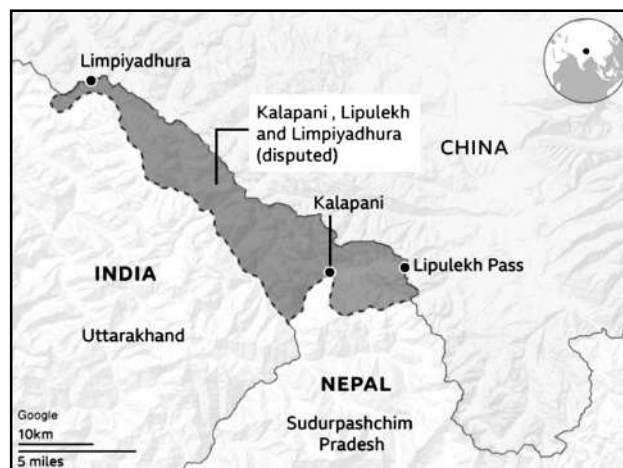 Limpiyadhura
Kalapani , Lipulekh
and Limpiyadhura
(disputed)
CHINA
Kalapani
Lipulekh Pass
INDIA
Uttarakhand
NEPAL
Sudurpashchim
Pradesh
Google
10km
5 miles